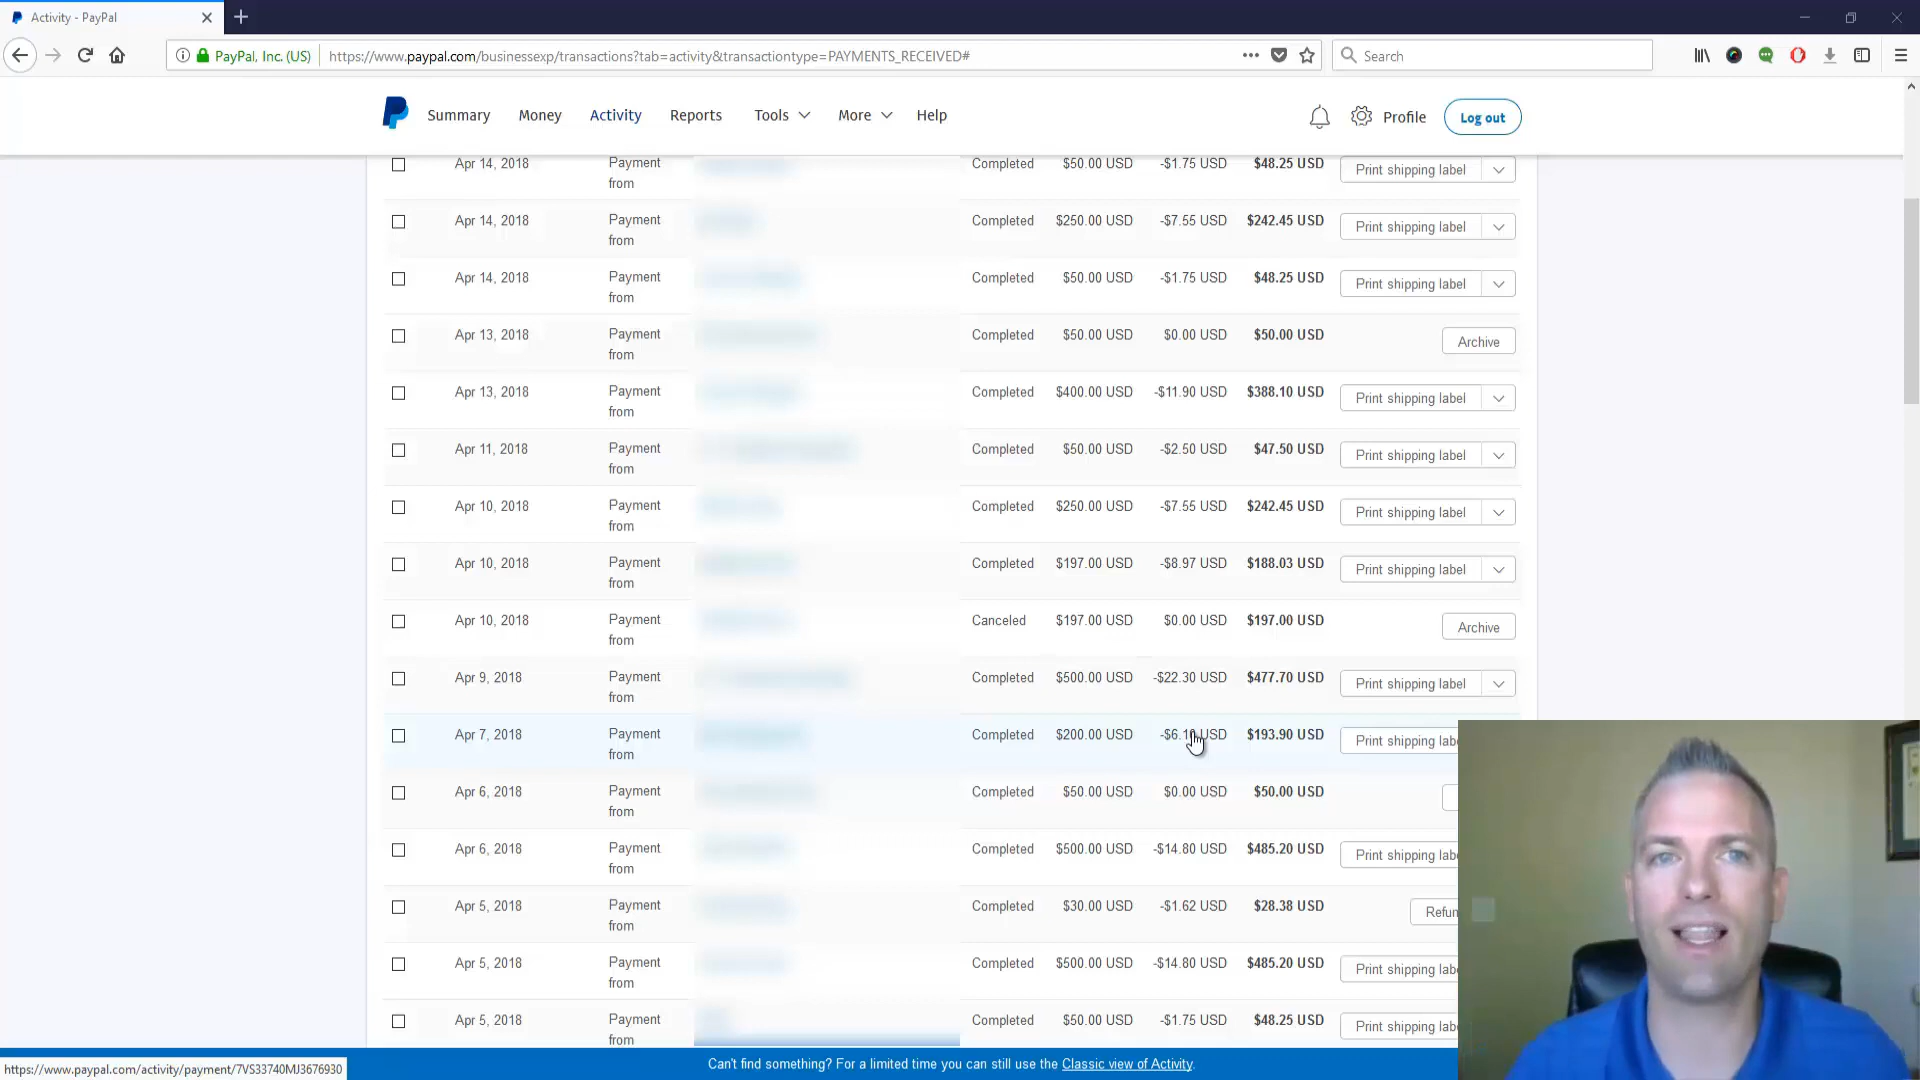 Activity - PayPal
PayPal, Inc. (US) https://www.paypal.com/businessexp/transactions?tab=activity&transactiontype=PAYMENTS_RECEIVED# Search
Summary Money Activity Reports Tools More Help Profile Log out
Apr 14, 2018 Payment from Completed $50.00 USD -$1.75 USD $48.25 USD Print shipping label
Apr 14, 2018 Payment from Completed $250.00 USD -$7.55 USD $242.45 USD Print shipping label
Apr 14, 2018 Payment from Completed $50.00 USD -$1.75 USD $48.25 USD Print shipping label
Apr 13, 2018 Payment from Completed $50.00 USD $0.00 USD $50.00 USD Archive
Apr 13, 2018 Payment from Completed $400.00 USD -$11.90 USD $388.10 USD Print shipping label
Apr 11, 2018 Payment from Completed $50.00 USD -$2.50 USD $47.50 USD Print shipping label
Apr 10, 2018 Payment from Completed $250.00 USD -$7.55 USD $242.45 USD Print shipping label
Apr 10, 2018 Payment from Completed $197.00 USD -$8.97 USD $188.03 USD Print shipping label
Apr 10, 2018 Payment from Canceled $197.00 USD $0.00 USD $197.00 USD Archive
Apr 9, 2018 Payment from Completed $500.00 USD -$22.30 USD $477.70 USD Print shipping label
Apr 7, 2018 Payment from Completed $200.00 USD -$6.10 USD $193.90 USD Print shipping lab
Apr 6, 2018 Payment from Completed $50.00 USD $0.00 USD $50.00 USD
Apr 6, 2018 Payment from Completed $500.00 USD -$14.80 USD $485.20 USD Print shipping lab
Apr 5, 2018 Payment from Completed $30.00 USD -$1.62 USD $28.38 USD Refun
Apr 5, 2018 Payment from Completed $500.00 USD -$14.80 USD $485.20 USD Print shipping lab
Apr 5, 2018 Payment from Completed $50.00 USD -$1.75 USD $48.25 USD Print shipping lab
Can't find something? For a limited time you can still use the Classic view of Activity.
https://www.paypal.com/activity/payment/7VS33740MJ3676930